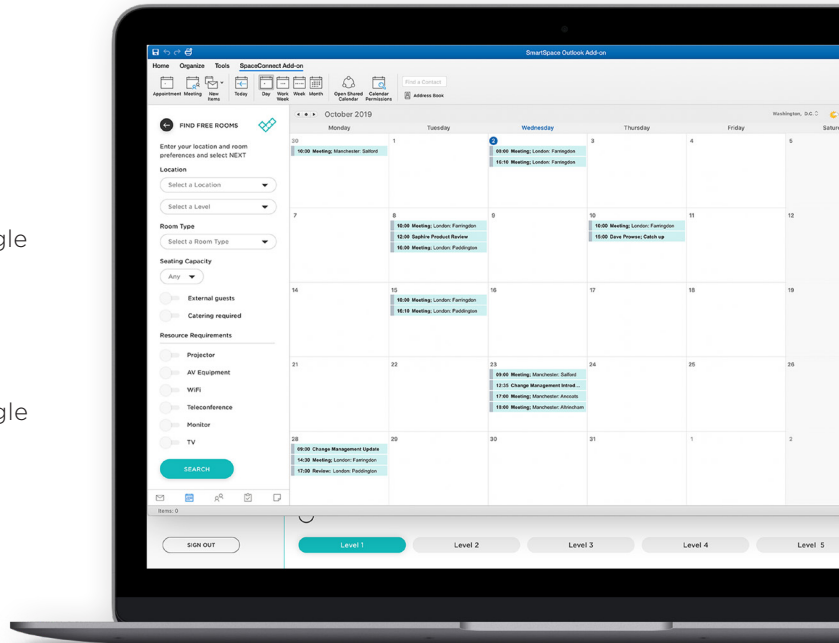 gle
gle
SmartSpace Outlook Add-on
Home Organize Tools SpaceConnect Add-on
Appointment Meeting New Items Today Day Work Week Week Month Open Shared Calendar Calendar Permissions
Find a Contact
Address Book
FIND FREE ROOMS
Enter your location and room
preferences and select NEXT
Location
Select a Location
Select a Level
Room Type
Select a Room Type
Seating Capacity
Any
External guests
Catering required
Resource Requirements
Projector
AV Equipment
WiFi
Teleconference
Monitor
TV
SEARCH
Items: 0
October 2019
Washington, D.C.
Monday Tuesday Wednesday Thursday Friday Satur
30 1 2 3 4 5
10:00 Meeting; Manchester: Salford
09:00 Meeting; London: Farringdon
16:16 Meeting; London: Farringdon
7 8 9 10 11 12
10:00 Meeting; London: Farringdon
12:00 Saphire Product Review
16:00 Meeting; London: Paddington
10:00 Meeting; London: Farringdon
15:00 Dave Prowse; Catch up
14 15 16 17 18 19
10:00 Meeting; London: Farringdon
16:16 Meeting; London: Paddington
21 22 23 24 25 26
09:00 Meeting; Manchester: Salford
12:35 Change Management Introd...
17:00 Meeting; Manchester: Ancoats
18:00 Meeting; Manchester: Altrincham
28 29 30 31 1 2
09:00 Change Management Update
14:30 Meeting; London: Farringdon
17:00 Review: London: Paddington
SIGN OUT
Level 1 Level 2 Level 3 Level 4 Level 5